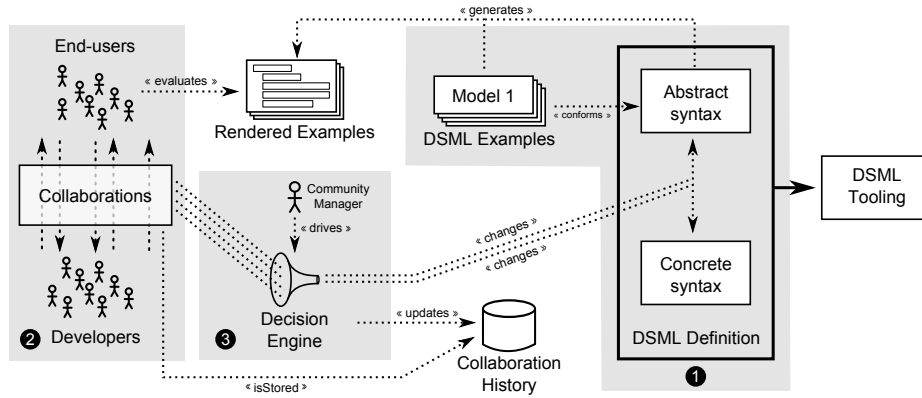 « generates »
End-users
« evaluates »
Model 1
Abstract
syntax
« conforms »
Rendered Examples
DSML Examples
Collaborations
Community
Manager
DSML
Tooling
« drives »
« changes »
« changes »
Concrete
syntax
Decision
Engine
« updates »
2 Developers
3
DSML Definition
Collaboration
History
« isStored »
1